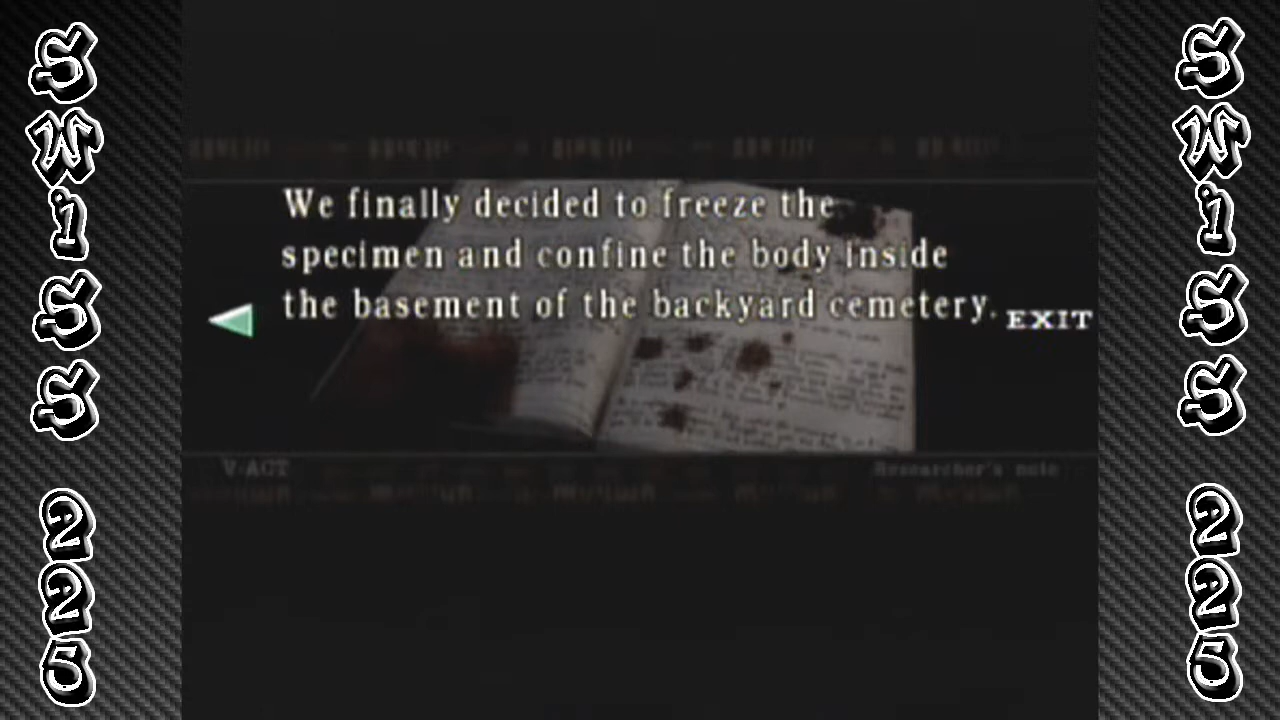 SWiSS 225
We finally decided to freeze the
specimen and confine the body inside
the basement of the backyard cemetery.
EXIT
V-ACT
Researcher's note
SWiSS 225